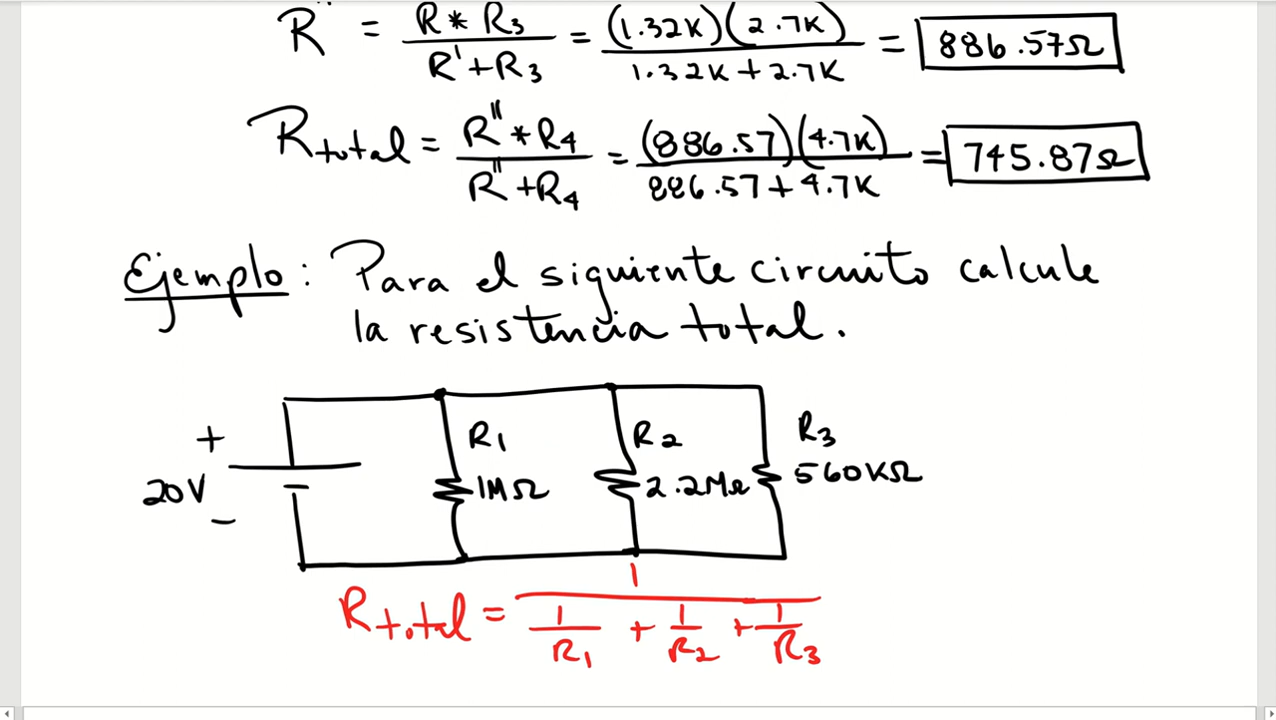 R'' = R * R3 / R' + R3 = (1.32K)(2.7K) / 1.32K + 2.7K = 886.57Ω
Rtotal = R'' * R4 / R'' + R4 = (886.57)(4.7K) / 886.57 + 4.7K = 745.87Ω
Ejemplo: Para el siguiente circuito calcule
la resistencia total.
+
20V
−
R1
1MΩ
R2
2.2MΩ
R3
560KΩ
Rtotal = 1 / 1/R1 + 1/R2 + 1/R3